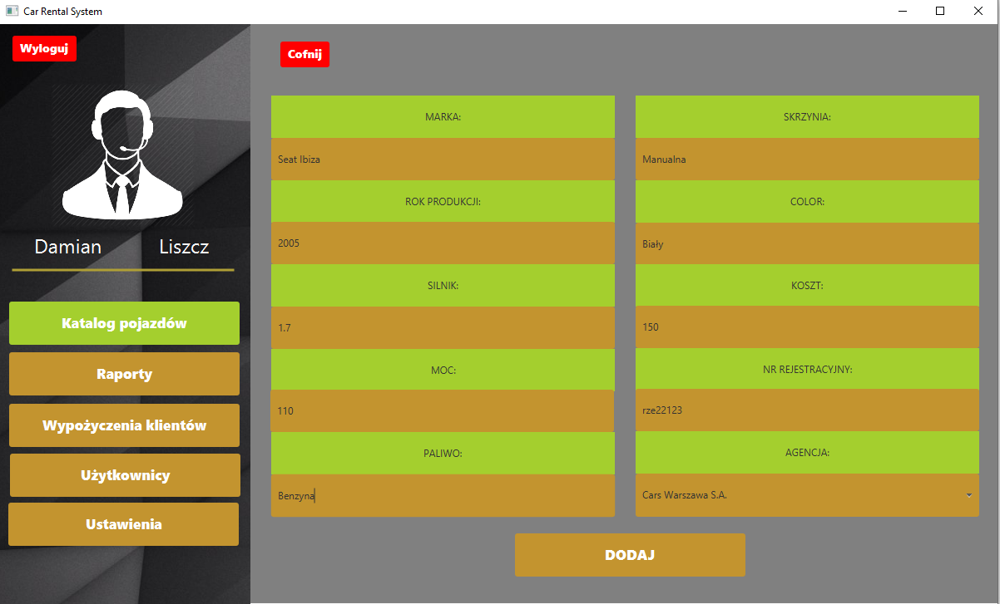 Car Rental System
Wyloguj
Damian Liszcz
Katalog pojazdów
Raporty
Wypożyczenia klientów
Użytkownicy
Ustawienia
Cofnij
MARKA:
Seat Ibiza
ROK PRODUKCJI:
2005
SILNIK:
1.7
MOC:
110
PALIWO:
Benzyna
SKRZYNIA:
Manualna
COLOR:
Biały
KOSZT:
150
NR REJESTRACYJNY:
rze22123
AGENCJA:
Cars Warszawa S.A.
DODAJ